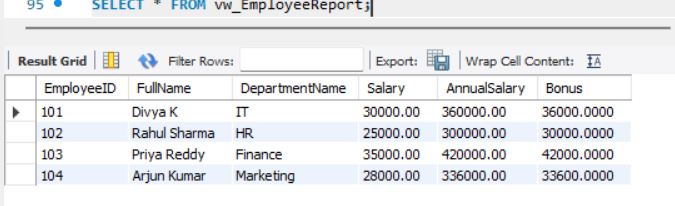 95 SELECT * FROM vw_EmployeeReport;
Result Grid Filter Rows: Export: Wrap Cell Content: IA
EmployeeID FullName DepartmentName Salary AnnualSalary Bonus
101 Divya K IT 30000.00 360000.00 36000.0000
102 Rahul Sharma HR 25000.00 300000.00 30000.0000
103 Priya Reddy Finance 35000.00 420000.00 42000.0000
104 Arjun Kumar Marketing 28000.00 336000.00 33600.0000